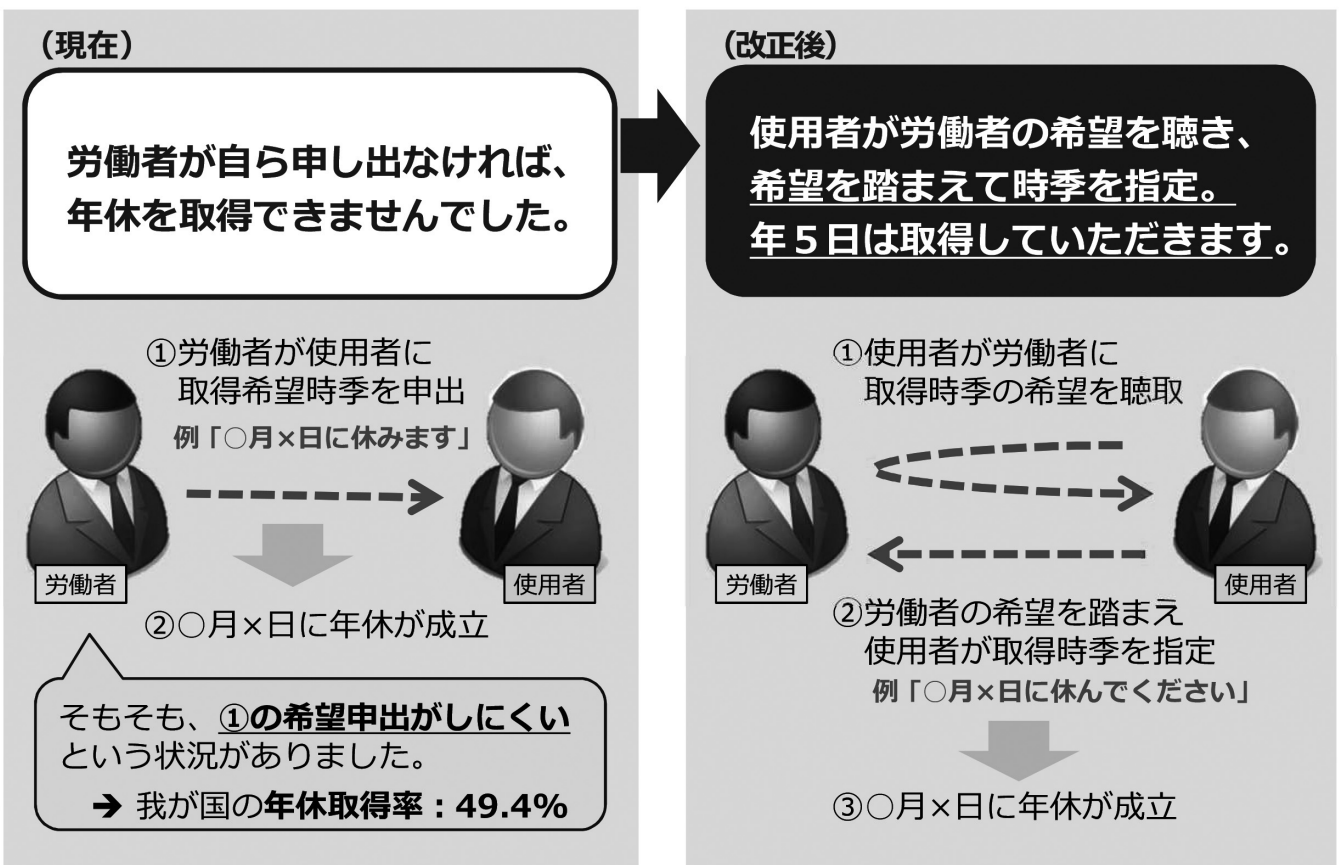 （現在）
労働者が自ら申し出なければ、
年休を取得できませんでした。
①労働者が使用者に
取得希望時季を申出
例「○月×日に休みます」
労働者
使用者
②○月×日に年休が成立
そもそも、①の希望申出がしにくい
という状況がありました。
➔ 我が国の年休取得率：49.4%
（改正後）
使用者が労働者の希望を聴き、
希望を踏まえて時季を指定。
年５日は取得していただきます。
①使用者が労働者に
取得時季の希望を聴取
労働者
使用者
②労働者の希望を踏まえ
使用者が取得時季を指定
例「○月×日に休んでください」
③○月×日に年休が成立